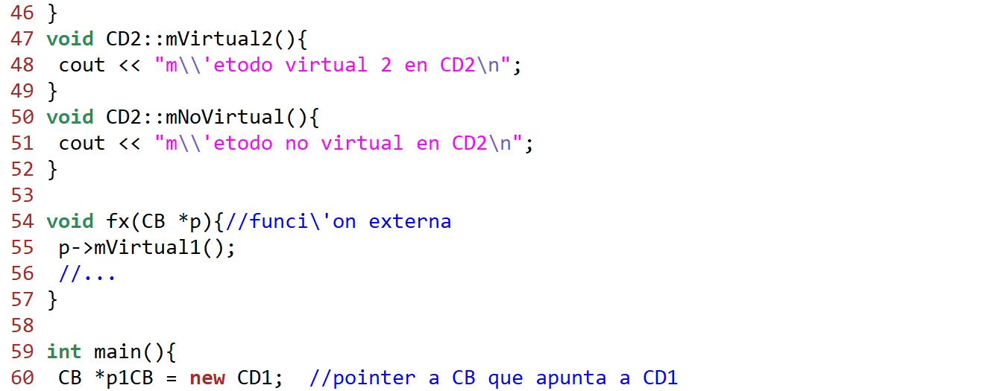 46 }
47 void CD2::mVirtual2(){
48  cout << "m\\'etodo virtual 2 en CD2\n";
49 }
50 void CD2::mNoVirtual(){
51  cout << "m\\'etodo no virtual en CD2\n";
52 }
53
54 void fx(CB *p){//funci\'on externa
55  p->mVirtual1();
56  //...
57 }
58
59 int main(){
60  CB *p1CB = new CD1;  //pointer a CB que apunta a CD1